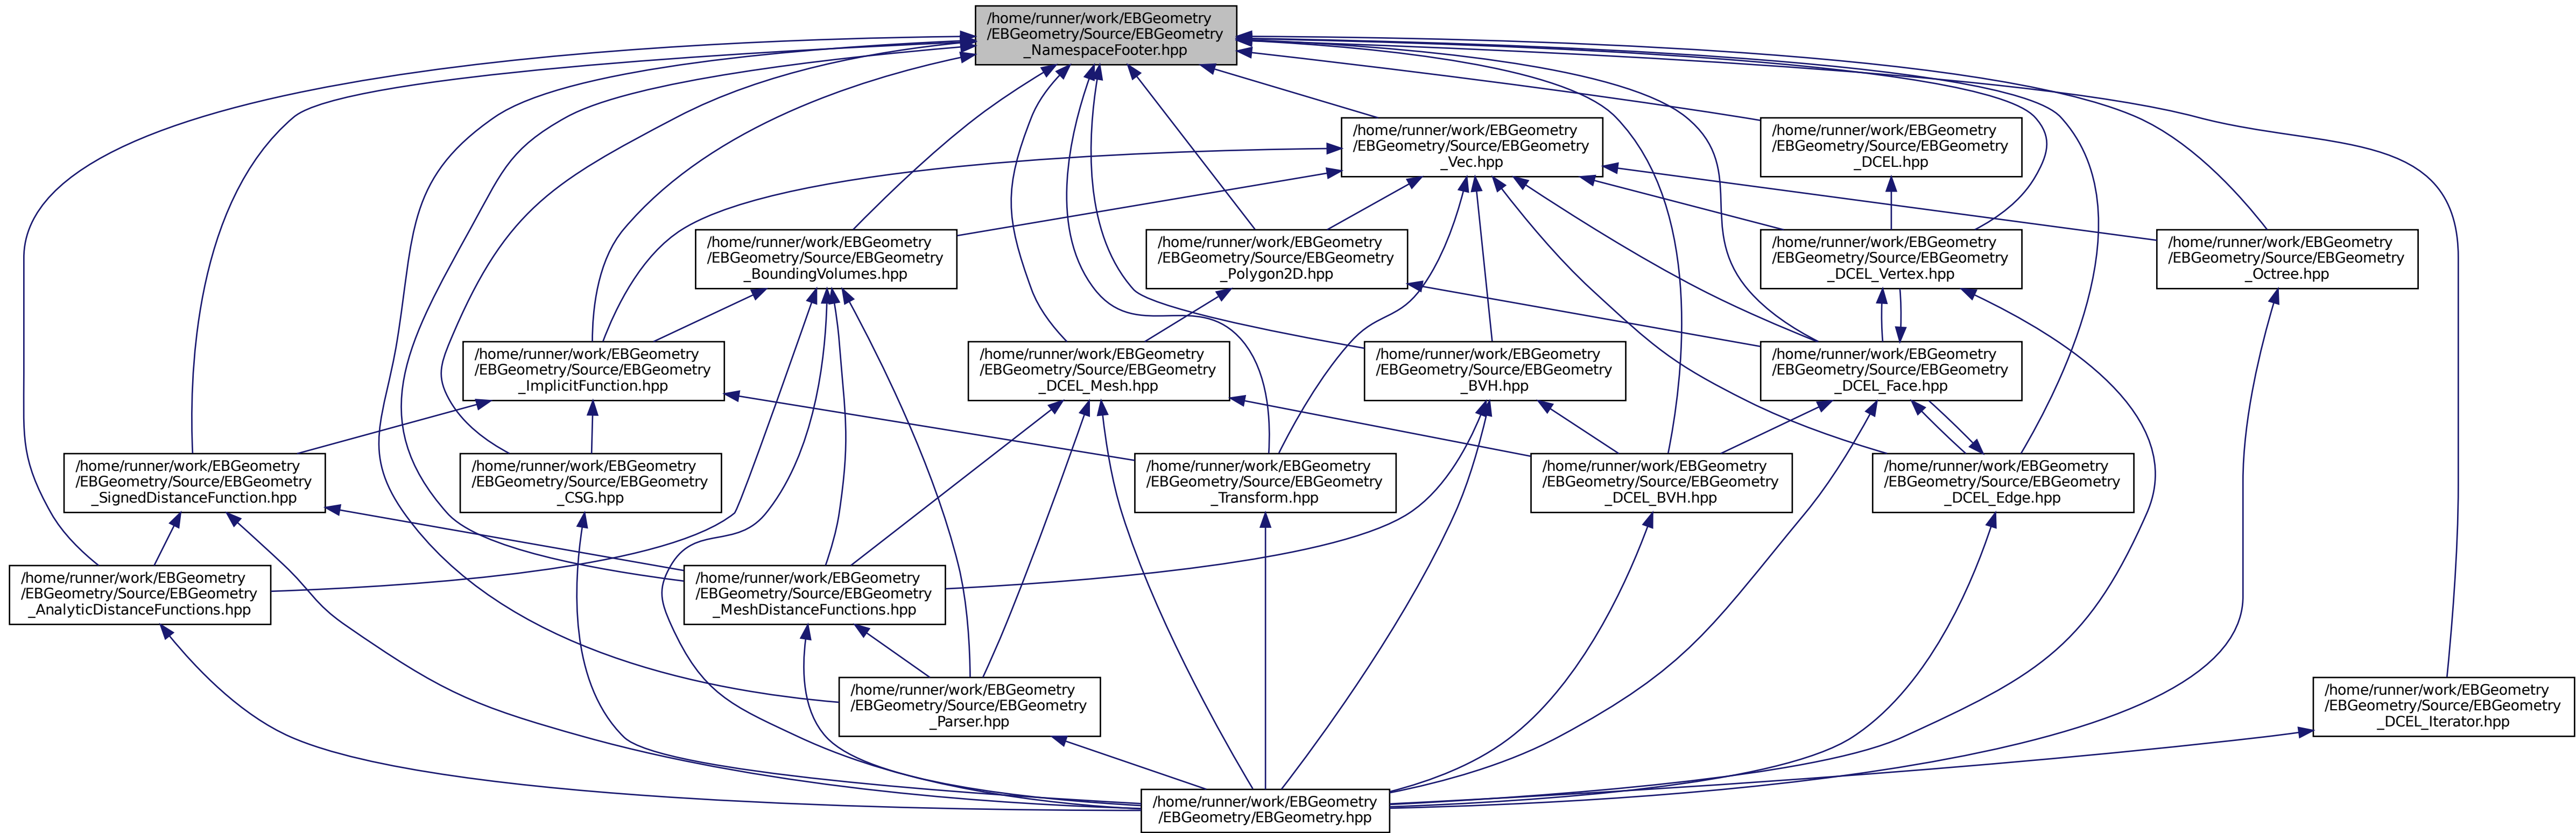 /home/runner/work/EBGeometry
/EBGeometry/Source/EBGeometry
_NamespaceFooter.hpp
/home/runner/work/EBGeometry
/EBGeometry/Source/EBGeometry
_Vec.hpp
/home/runner/work/EBGeometry
/EBGeometry/Source/EBGeometry
_DCEL.hpp
/home/runner/work/EBGeometry
/EBGeometry/Source/EBGeometry
_BoundingVolumes.hpp
/home/runner/work/EBGeometry
/EBGeometry/Source/EBGeometry
_Polygon2D.hpp
/home/runner/work/EBGeometry
/EBGeometry/Source/EBGeometry
_DCEL_Vertex.hpp
/home/runner/work/EBGeometry
/EBGeometry/Source/EBGeometry
_Octree.hpp
/home/runner/work/EBGeometry
/EBGeometry/Source/EBGeometry
_ImplicitFunction.hpp
/home/runner/work/EBGeometry
/EBGeometry/Source/EBGeometry
_DCEL_Mesh.hpp
/home/runner/work/EBGeometry
/EBGeometry/Source/EBGeometry
_BVH.hpp
/home/runner/work/EBGeometry
/EBGeometry/Source/EBGeometry
_DCEL_Face.hpp
/home/runner/work/EBGeometry
/EBGeometry/Source/EBGeometry
_SignedDistanceFunction.hpp
/home/runner/work/EBGeometry
/EBGeometry/Source/EBGeometry
_CSG.hpp
/home/runner/work/EBGeometry
/EBGeometry/Source/EBGeometry
_Transform.hpp
/home/runner/work/EBGeometry
/EBGeometry/Source/EBGeometry
_DCEL_BVH.hpp
/home/runner/work/EBGeometry
/EBGeometry/Source/EBGeometry
_DCEL_Edge.hpp
/home/runner/work/EBGeometry
/EBGeometry/Source/EBGeometry
_AnalyticDistanceFunctions.hpp
/home/runner/work/EBGeometry
/EBGeometry/Source/EBGeometry
_MeshDistanceFunctions.hpp
/home/runner/work/EBGeometry
/EBGeometry/Source/EBGeometry
_Parser.hpp
/home/runner/work/EBGeometry
/EBGeometry/Source/EBGeometry
_DCEL_Iterator.hpp
/home/runner/work/EBGeometry
/EBGeometry/EBGeometry.hpp